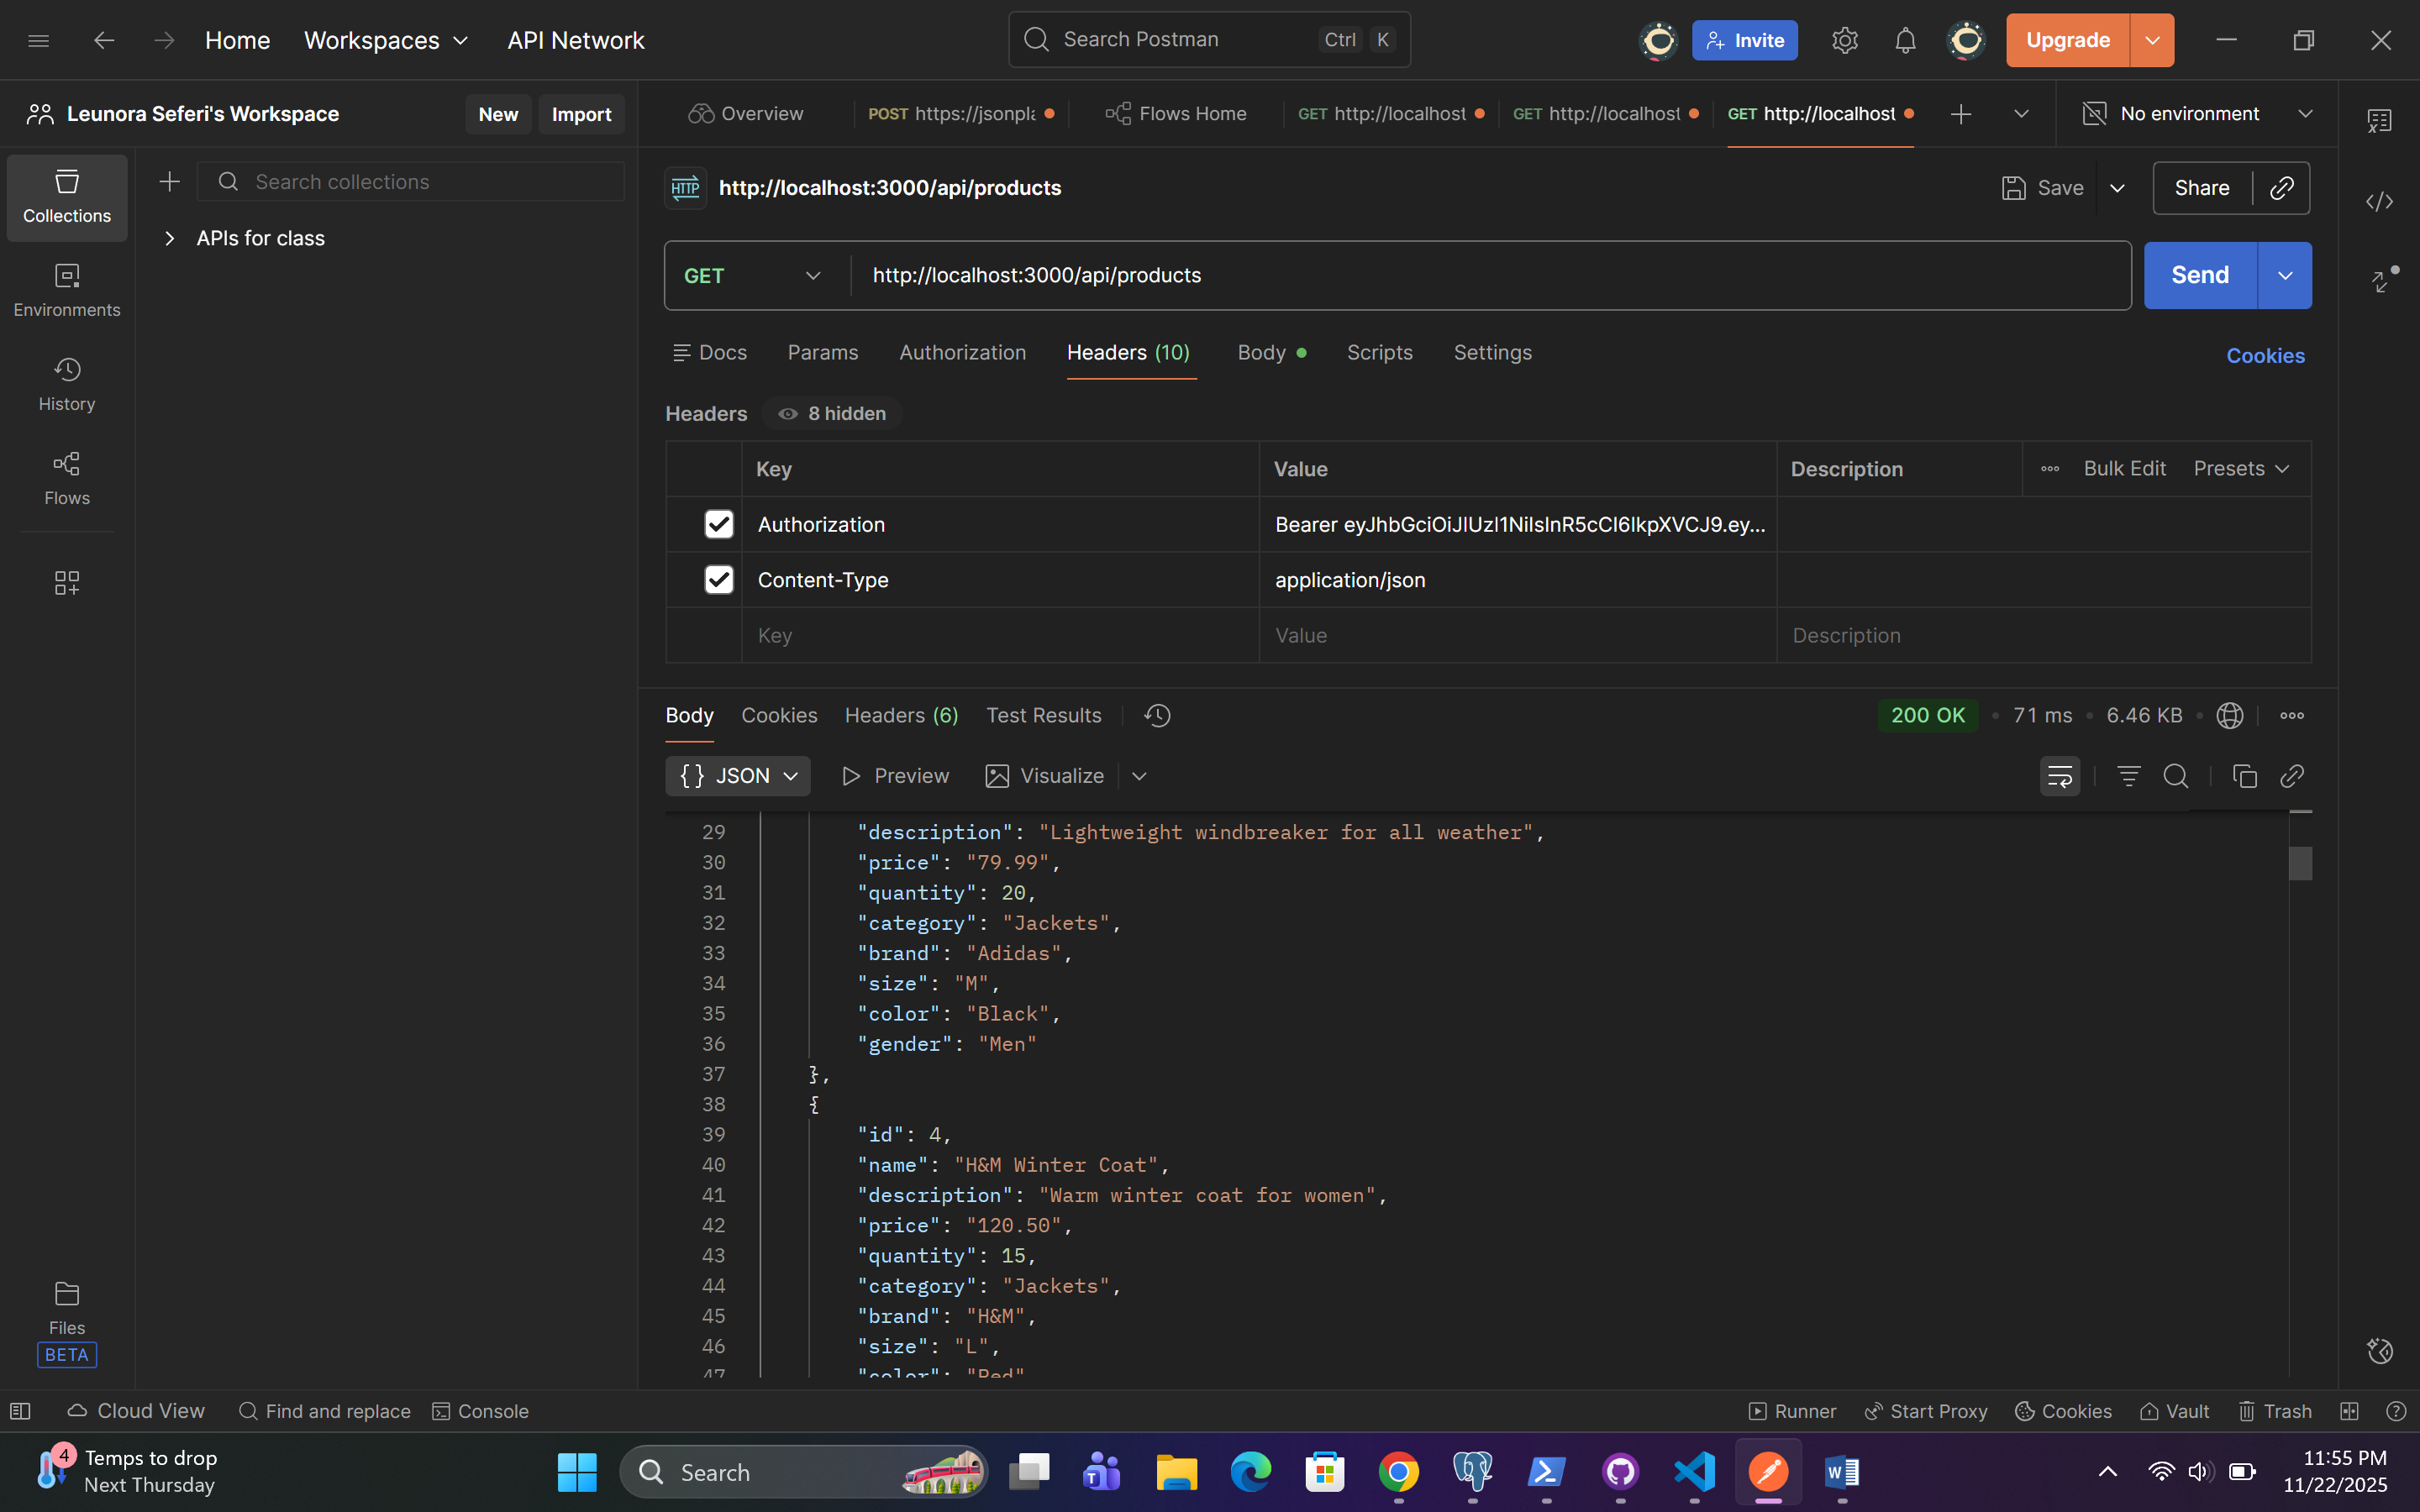 Home Workspaces API Network
Search Postman Ctrl K
Invite Upgrade
Leunora Seferi's Workspace New Import
Overview POST https://jsonpla Flows Home GET http://localhost GET http://localhost GET http://localhost No environment
Collections
Environments
History
Flows
Files
BETA
Search collections
APIs for class
HTTP http://localhost:3000/api/products Save Share
GET http://localhost:3000/api/products Send
Docs Params Authorization Headers (10) Body Scripts Settings Cookies
Headers 8 hidden
Key Value Description Bulk Edit Presets
Authorization Bearer eyJhbGciOiJIUzI1NiIsInR5cCI6IkpXVCJ9.ey...
Content-Type application/json
Key Value Description
Body Cookies Headers (6) Test Results 200 OK 71 ms 6.46 KB
{} JSON Preview Visualize
29 "description": "Lightweight windbreaker for all weather",
30 "price": "79.99",
31 "quantity": 20,
32 "category": "Jackets",
33 "brand": "Adidas",
34 "size": "M",
35 "color": "Black",
36 "gender": "Men"
37 },
38 {
39 "id": 4,
40 "name": "H&M Winter Coat",
41 "description": "Warm winter coat for women",
42 "price": "120.50",
43 "quantity": 15,
44 "category": "Jackets",
45 "brand": "H&M",
46 "size": "L",
47 "color": "Red"
Cloud View Find and replace Console Runner Start Proxy Cookies Vault Trash
4 Temps to drop
Next Thursday
Search
11:55 PM
11/22/2025